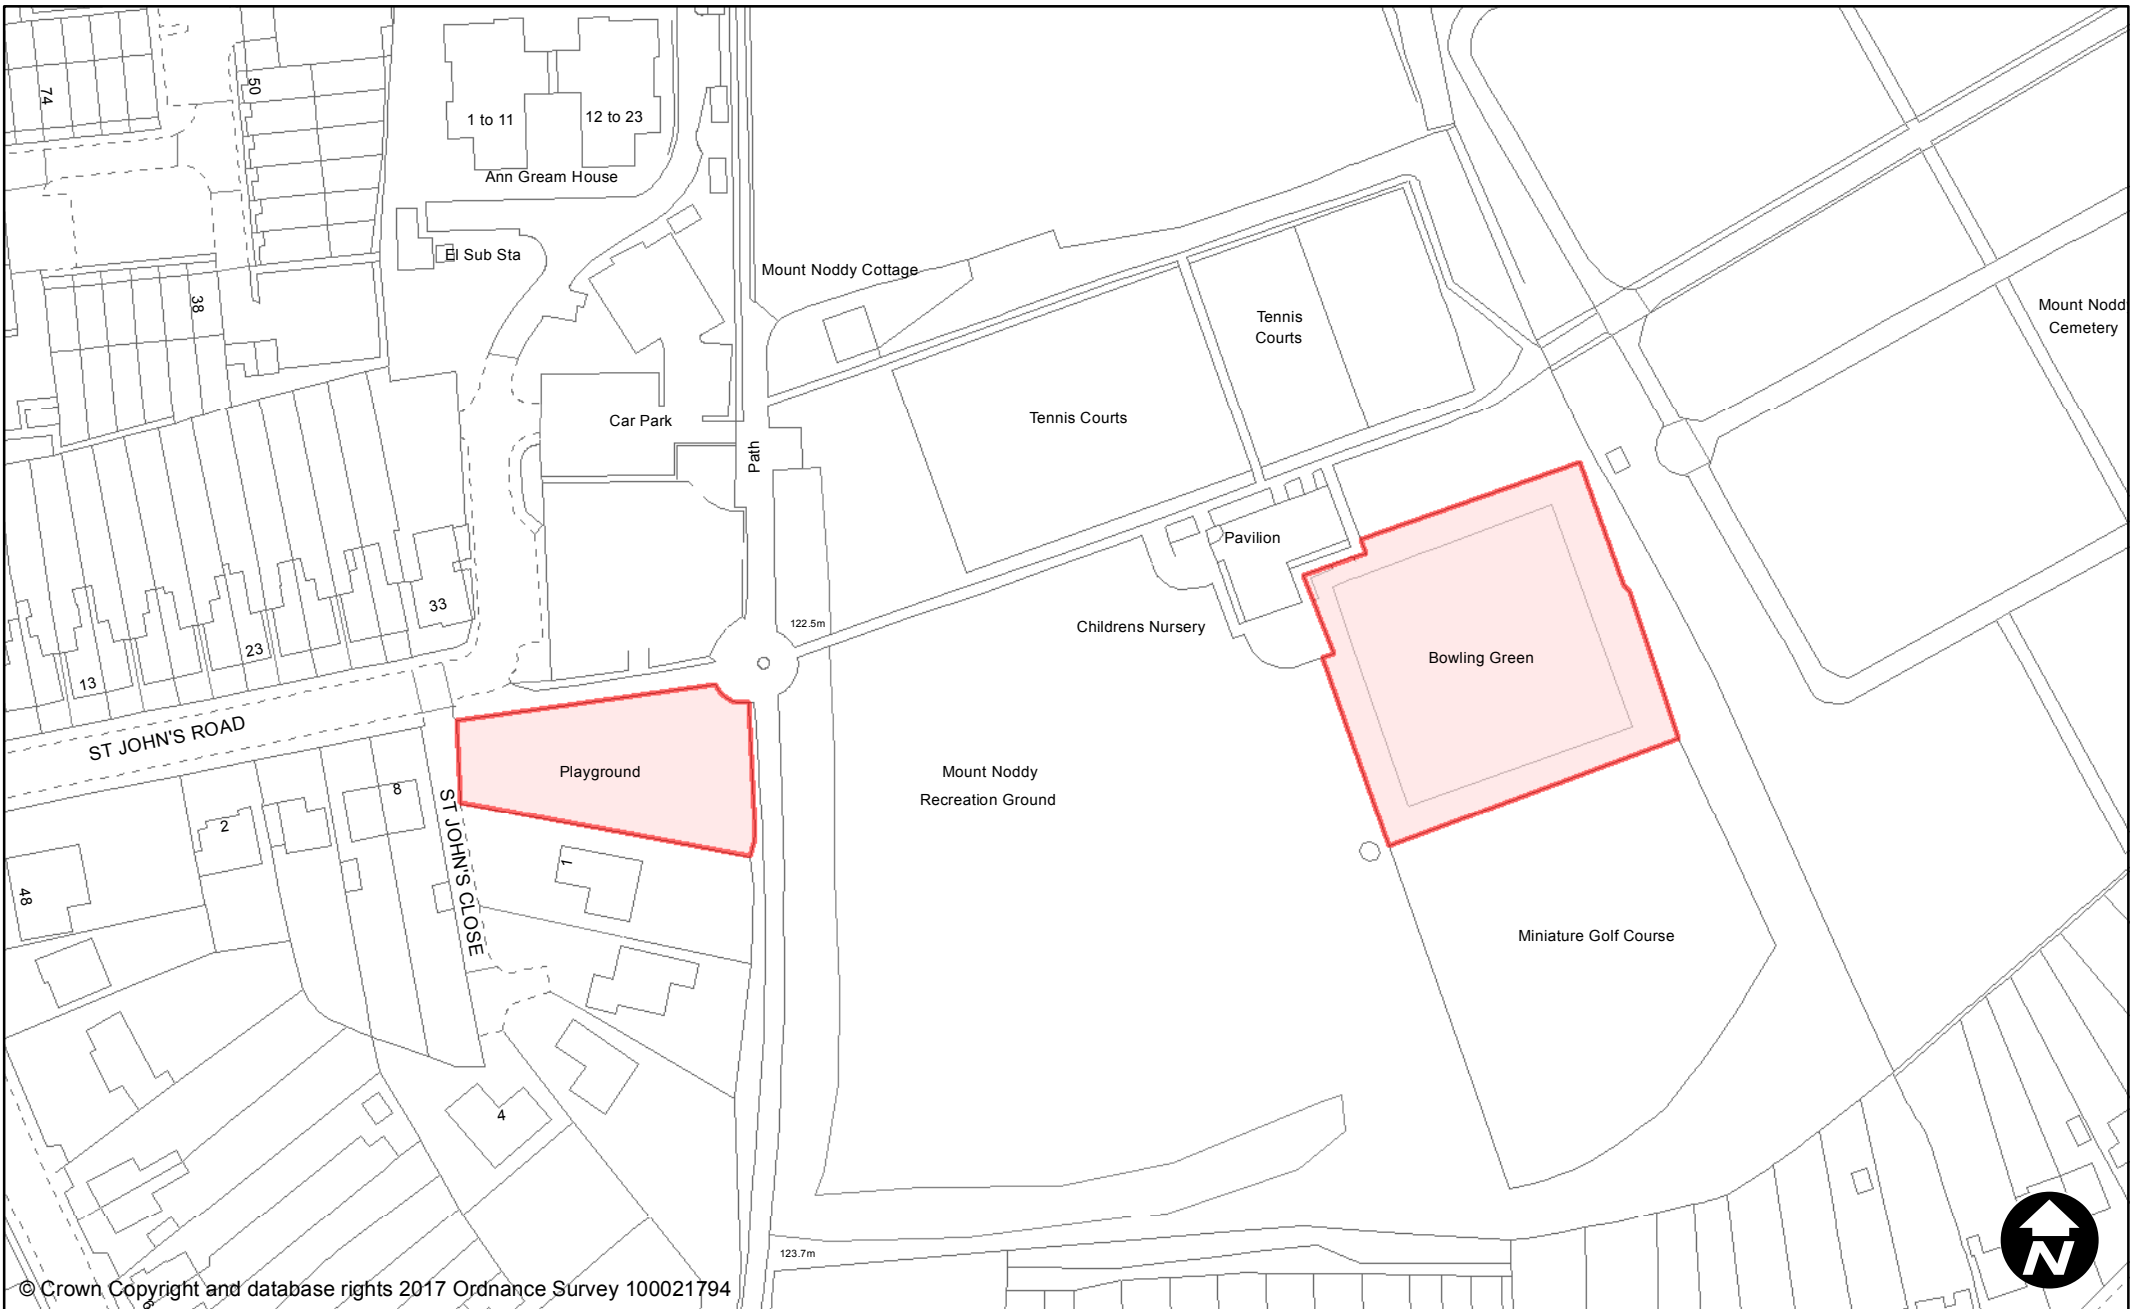 74
50
1 to 11
12 to 23
Ann Gream House
El Sub Sta
Mount Noddy Cottage
38
Tennis
Courts
Mount Nodd
Cemetery
Car Park
Tennis Courts
Path
Pavilion
33
122.5m
Childrens Nursery
23
Bowling Green
13
ST JOHN'S ROAD
Playground
Mount Noddy
Recreation Ground
8
2
ST JOHN'S CLOSE
1
48
Miniature Golf Course
4
123.7m
N
© Crown Copyright and database rights 2017 Ordnance Survey 100021794